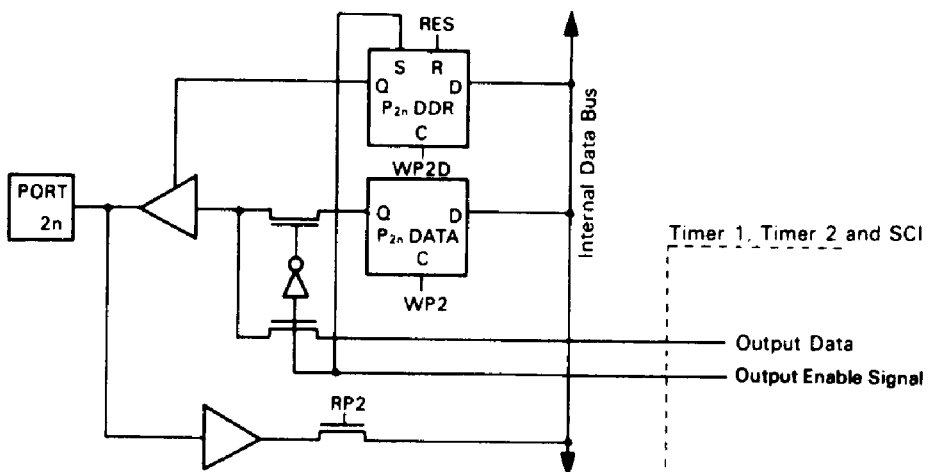 RES
S R
Q D
P2n DDR
C
WP2D
PORT
2n
Q D
P2n DATA
C
WP2
Internal Data Bus
Timer 1, Timer 2 and SCI
Output Data
Output Enable Signal
RP2